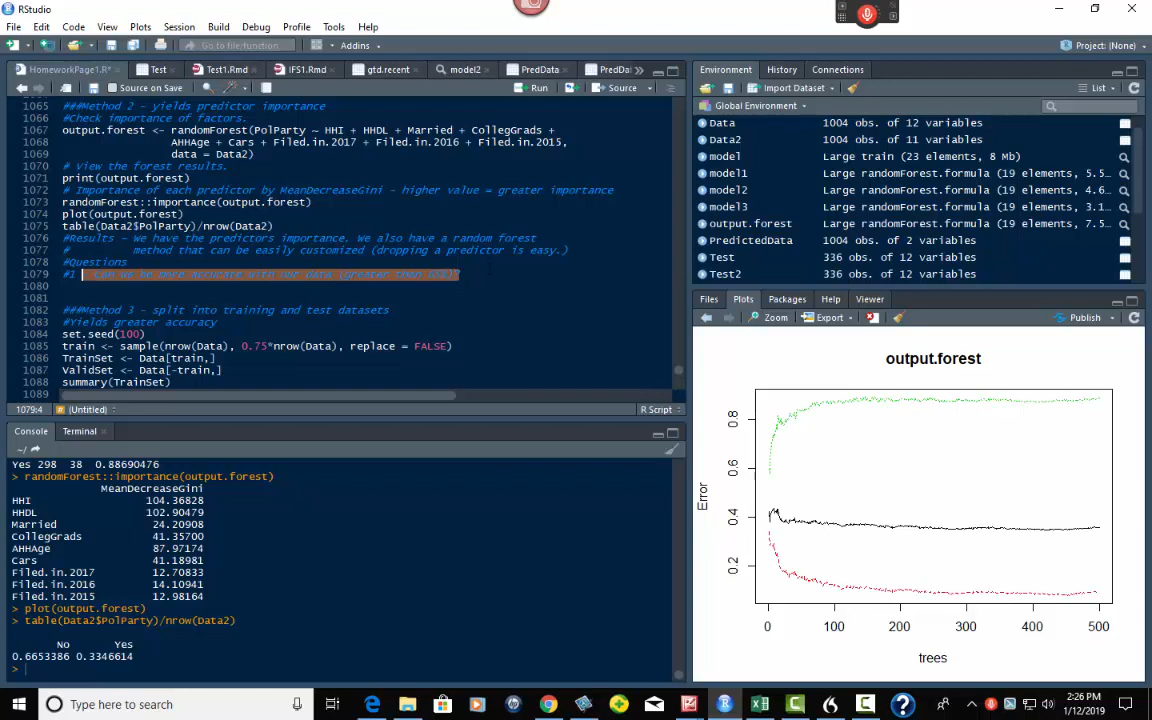 RStudio
File Edit Code View Plots Session Build Debug Profile Tools Help
Go to file/function Addins Project: (None)
HomeworkPage1.R* Test Test1.Rmd IFS1.Rmd gtd.recent model2 PredData PredDa
Source on Save Run Source
1065 ###Method 2 - yields predictor importance
1066 #Check importance of factors.
1067 output.forest <- randomForest(PolParty ~ HHI + HHDL + Married + CollegGrads +
1068 AHHAge + Cars + Filed.in.2017 + Filed.in.2016 + Filed.in.2015,
1069 data = Data2)
1070 # View the forest results.
1071 print(output.forest)
1072 # Importance of each predictor by MeanDecreaseGini - higher value = greater importance
1073 randomForest::importance(output.forest)
1074 plot(output.forest)
1075 table(Data2$PolParty)/nrow(Data2)
1076 #Results - We have the predictors importance. We also have a random forest
1077 # method that can be easily customized (dropping a predictor is easy.)
1078 #Questions
1079 #1 Can we be more accurate with our data (greater than
1080
1081
1082 ###Method 3 - split into training and test datasets
1083 #Yields greater accuracy
1084 set.seed(100)
1085 train <- sample(nrow(Data), 0.75*nrow(Data), replace = FALSE)
1086 TrainSet <- Data[train,]
1087 ValidSet <- Data[-train,]
1088 summary(TrainSet)
1089
1079:4 (Untitled) R Script
Console Terminal
~/
Yes 298 38 0.88690476
> randomForest::importance(output.forest)
MeanDecreaseGini
HHI 104.36828
HHDL 102.90479
Married 24.20908
CollegGrads 41.35700
AHHAge 87.97174
Cars 41.18981
Filed.in.2017 12.70833
Filed.in.2016 14.10941
Filed.in.2015 12.98164
> plot(output.forest)
> table(Data2$PolParty)/nrow(Data2)
No Yes
0.6653386 0.3346614
>
Environment History Connections
Import Dataset List
Global Environment
Data 1004 obs. of 12 variables
Data2 1004 obs. of 11 variables
model Large train (23 elements, 8 Mb)
model1 Large randomForest.formula (19 elements, 5.5…
model2 Large randomForest.formula (19 elements, 4.6…
model3 Large randomForest.formula (19 elements, 3.1…
output.forest Large randomForest.formula (19 elements, 7.5…
PredictedData 336 obs. of 2 variables
Test 336 obs. of 12 variables
Test2 336 obs. of 12 variables
Files Plots Packages Help Viewer
Zoom Export Publish
output.forest
Error
0.8
0.6
0.4
0.2
0 100 200 300 400 500
trees
Type here to search
2:26 PM
1/12/2019